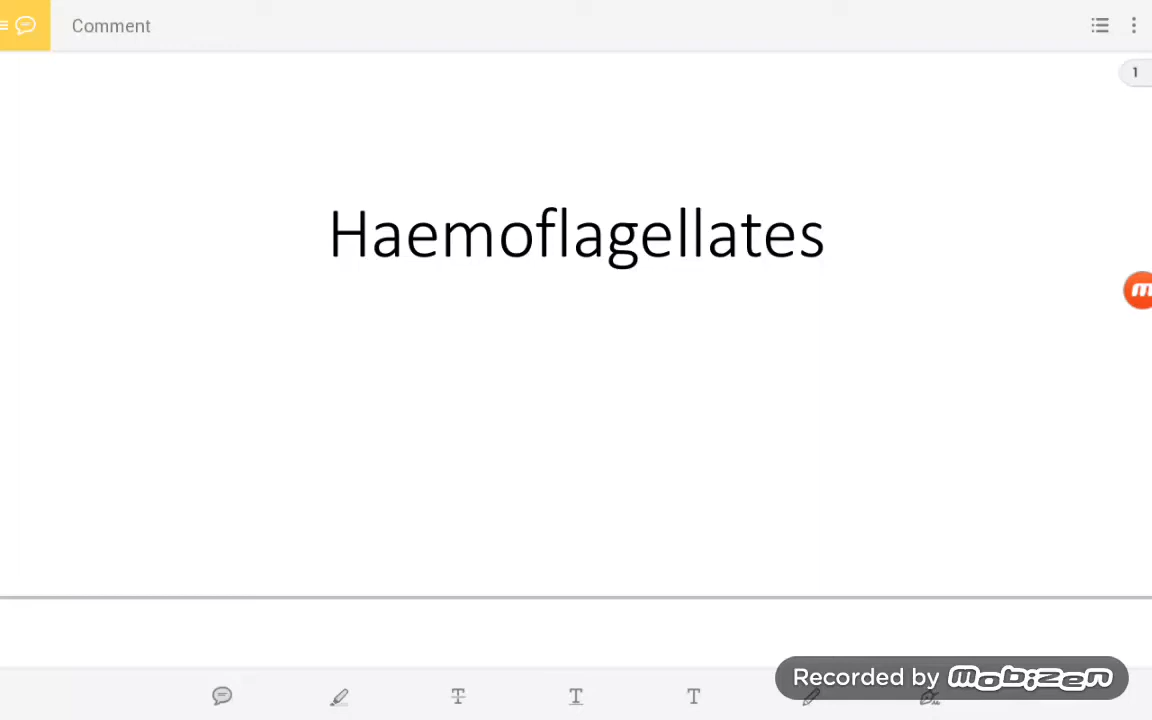 Comment
1
Haemoflagellates
m
T
T
T
Recorded by mobizen